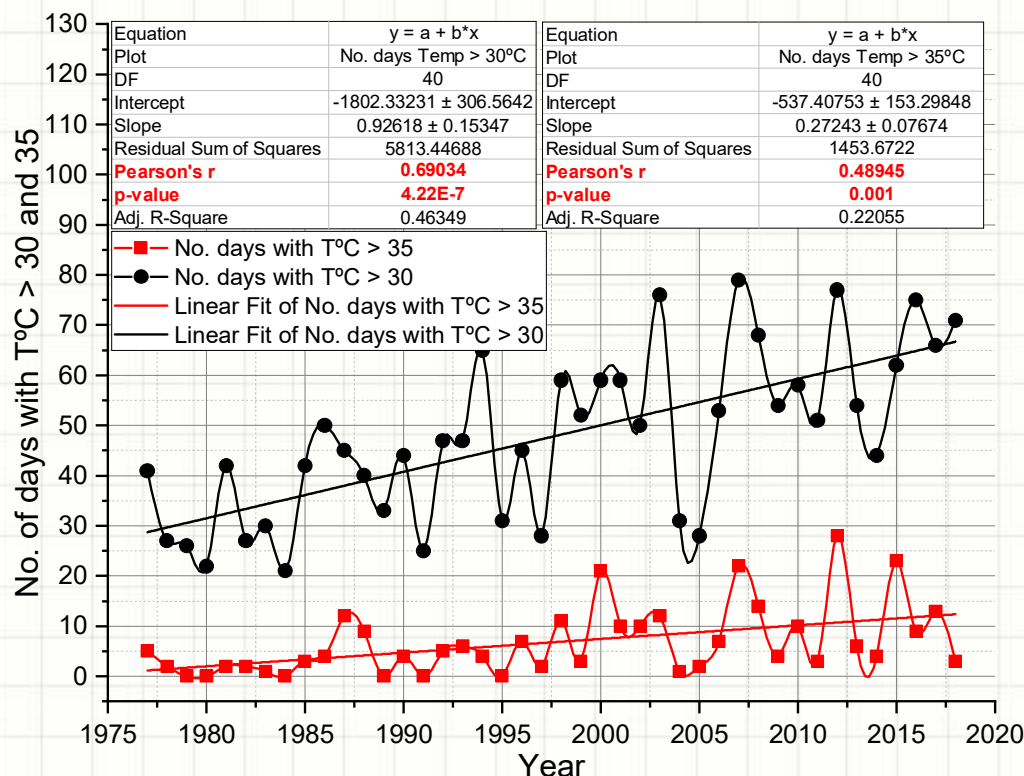 Equation y = a + b*x
Plot No. days Temp > 30ºC
DF 40
Intercept -1802.33231 ± 306.5642
Slope 0.92618 ± 0.15347
Residual Sum of Squares 5813.44688
Pearson's r 0.69034
p-value 4.22E-7
Adj. R-Square 0.46349
Equation y = a + b*x
Plot No. days Temp > 35ºC
DF 40
Intercept -537.40753 ± 153.29848
Slope 0.27243 ± 0.07674
Residual Sum of Squares 1453.6722
Pearson's r 0.48945
p-value 0.001
Adj. R-Square 0.22055
No. days with TºC > 35
No. days with TºC > 30
Linear Fit of No. days with TºC > 35
Linear Fit of No. days with TºC > 30
No. of days with TºC > 30 and 35
130
120
110
100
90
80
70
60
50
40
30
20
10
0
1975 1980 1985 1990 1995 2000 2005 2010 2015 2020
Year